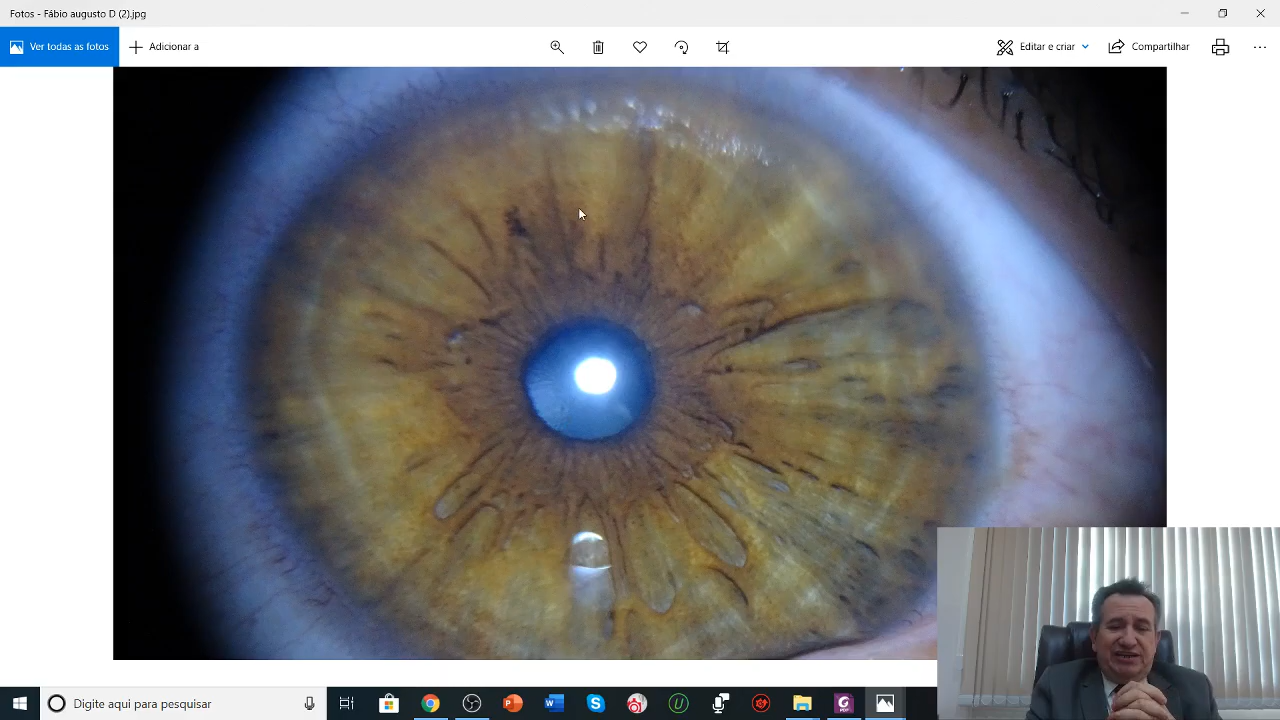 Fotos - Fábio augusto D (2).jpg
Ver todas as fotos
Adicionar a
Editar e criar
Compartilhar
Digite aqui para pesquisar